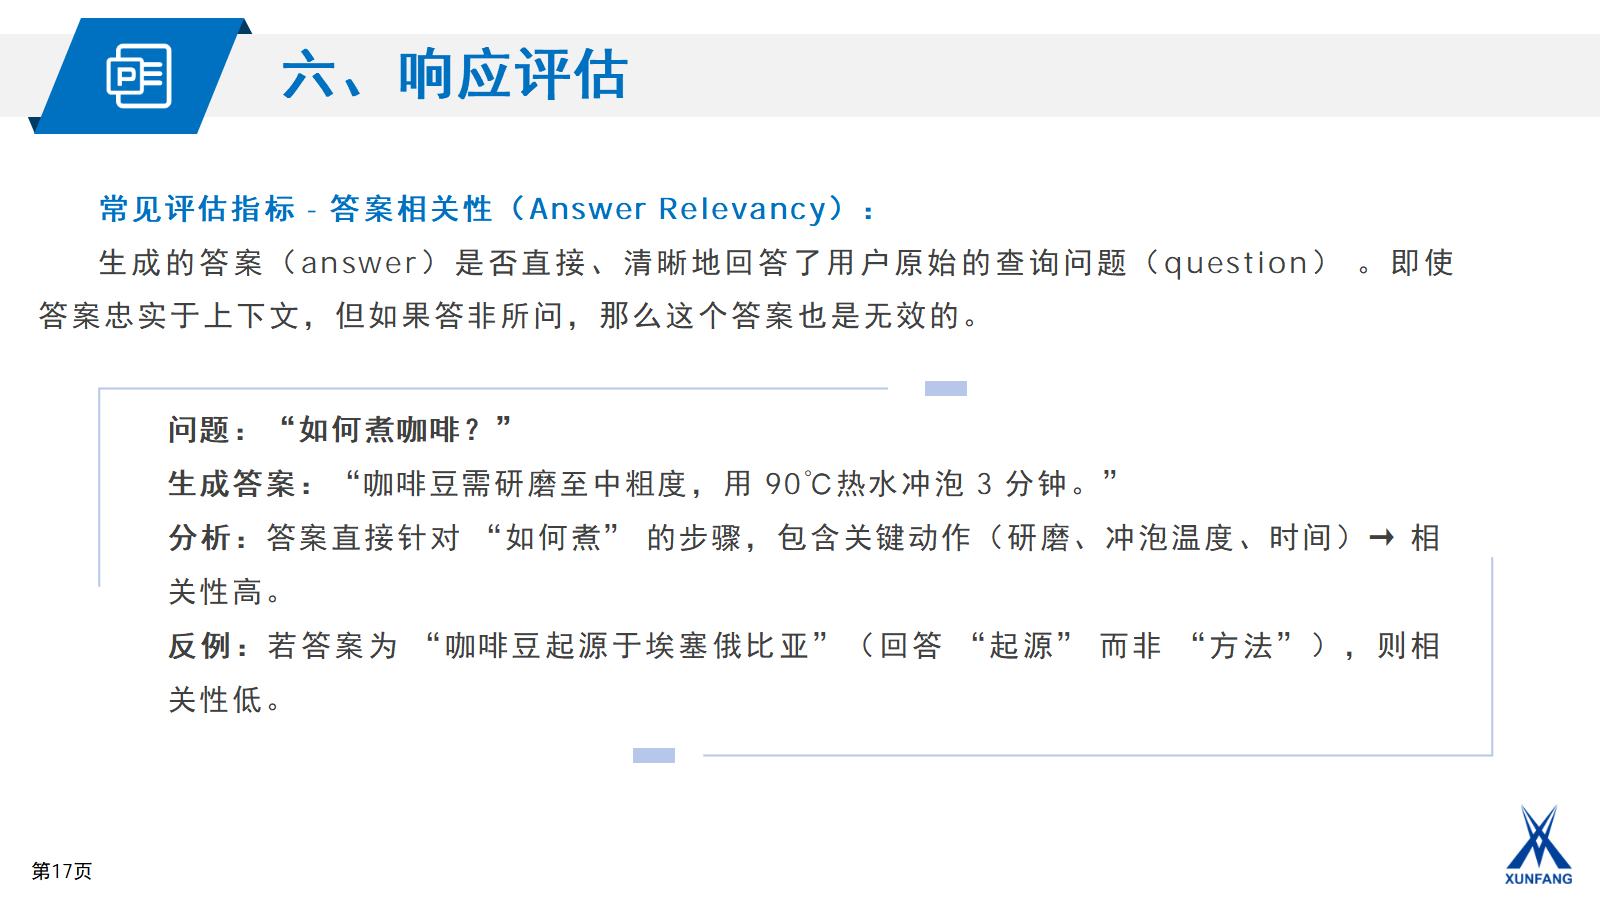 六、响应评估
常见评估指标 - 答案相关性（Answer Relevancy）：
生成的答案（answer）是否直接、清晰地回答了用户原始的查询问题（question） 。即使
答案忠实于上下文，但如果答非所问，那么这个答案也是无效的。
问题：“如何煮咖啡？”
生成答案：“咖啡豆需研磨至中粗度，用 90℃热水冲泡 3 分钟。”
分析：答案直接针对 “如何煮” 的步骤，包含关键动作（研磨、冲泡温度、时间）→ 相
关性高。
反例：若答案为 “咖啡豆起源于埃塞俄比亚”（回答 “起源” 而非 “方法”），则相
关性低。
第17页
XUNFANG